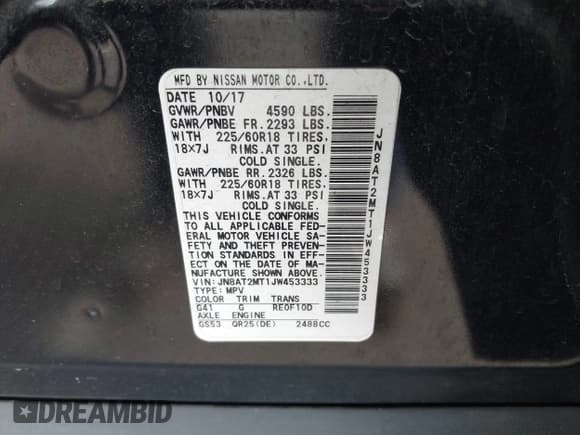 MFD BY NISSAN MOTOR CO.,LTD.
DATE 10/17
GVWR/PNBV 4590 LBS.
GAWR/PNBE FR. 2293 LBS.
WITH 225/60R18 TIRES.
18×7J RIMS.AT 33 PSI
COLD SINGLE.
GAWR/PNBE RR. 2326 LBS.
WITH 225/60R18 TIRES.
18×7J RIMS.AT 33 PSI
COLD SINGLE.
THIS VEHICLE CONFORMS
TO ALL APPLICABLE FED-
ERAL MOTOR VEHICLE SA-
FETY AND THEFT PREVEN-
TION STANDARDS IN EFF-
ECT ON THE DATE OF MA-
NUFACTURE SHOWN ABOVE.
VIN: JN8AT2MT1JW453333
TYPE: MPV
COLOR TRIM TRANS
G41 G RE0F10D
AXLE ENGINE
GS53 QR25(DE) 2488CC
JN8AT2MT1JW453333
DREAMBID